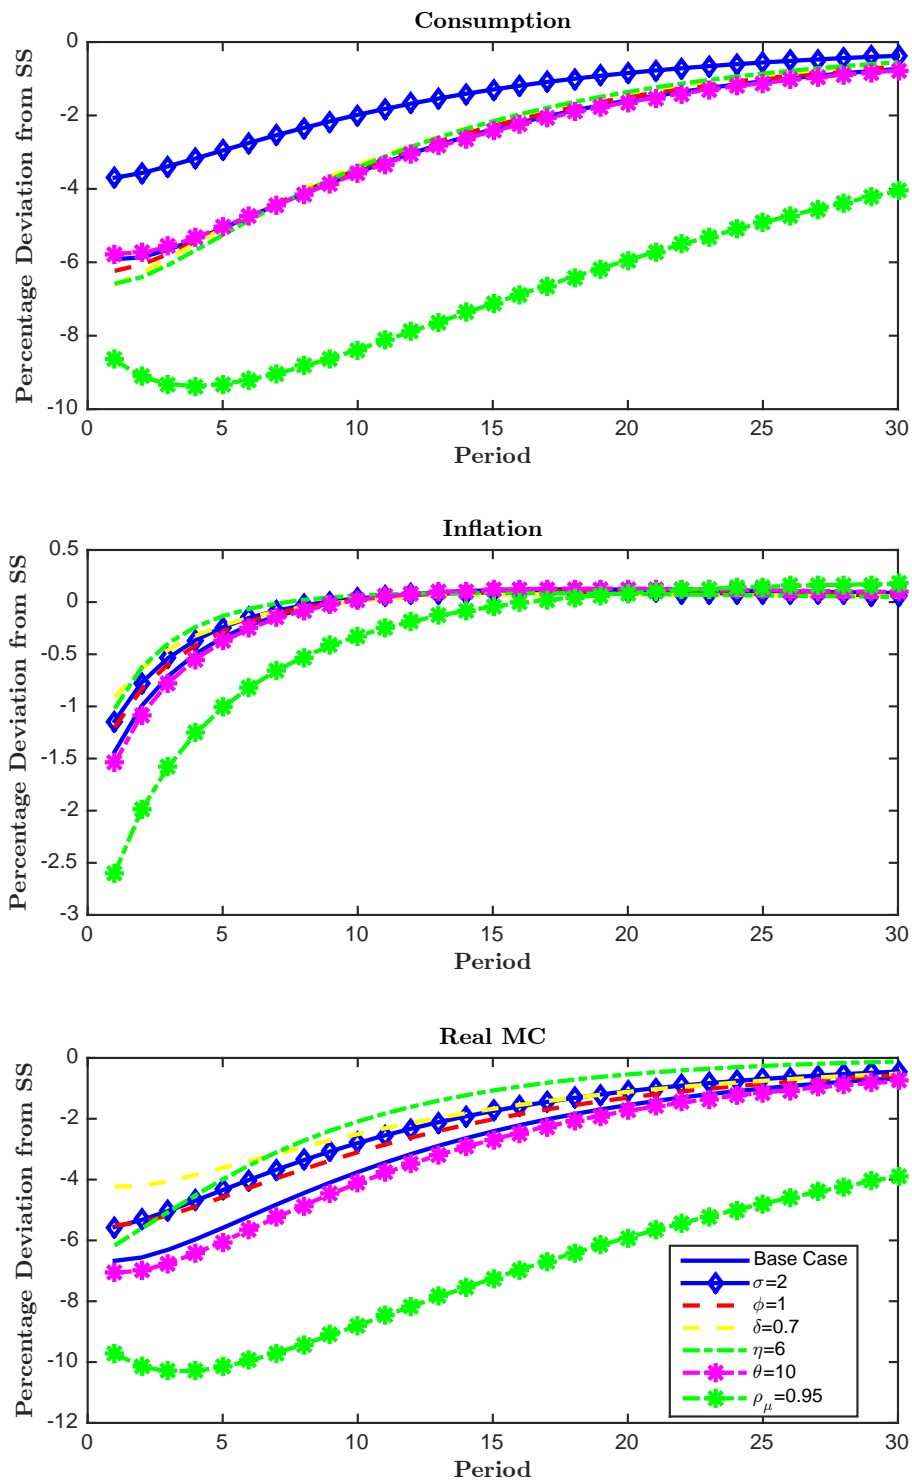 Consumption
Percentage Deviation from SS
0
-2
-4
-6
-8
-10
0 5 10 15 20 25 30
Period
Inflation
Percentage Deviation from SS
0.5
0
-0.5
-1
-1.5
-2
-2.5
-3
0 5 10 15 20 25 30
Period
Real MC
Percentage Deviation from SS
0
-2
-4
-6
-8
-10
-12
0 5 10 15 20 25 30
Period
Base Case
σ=2
ϕ=1
δ=0.7
η=6
θ=10
ρμ=0.95